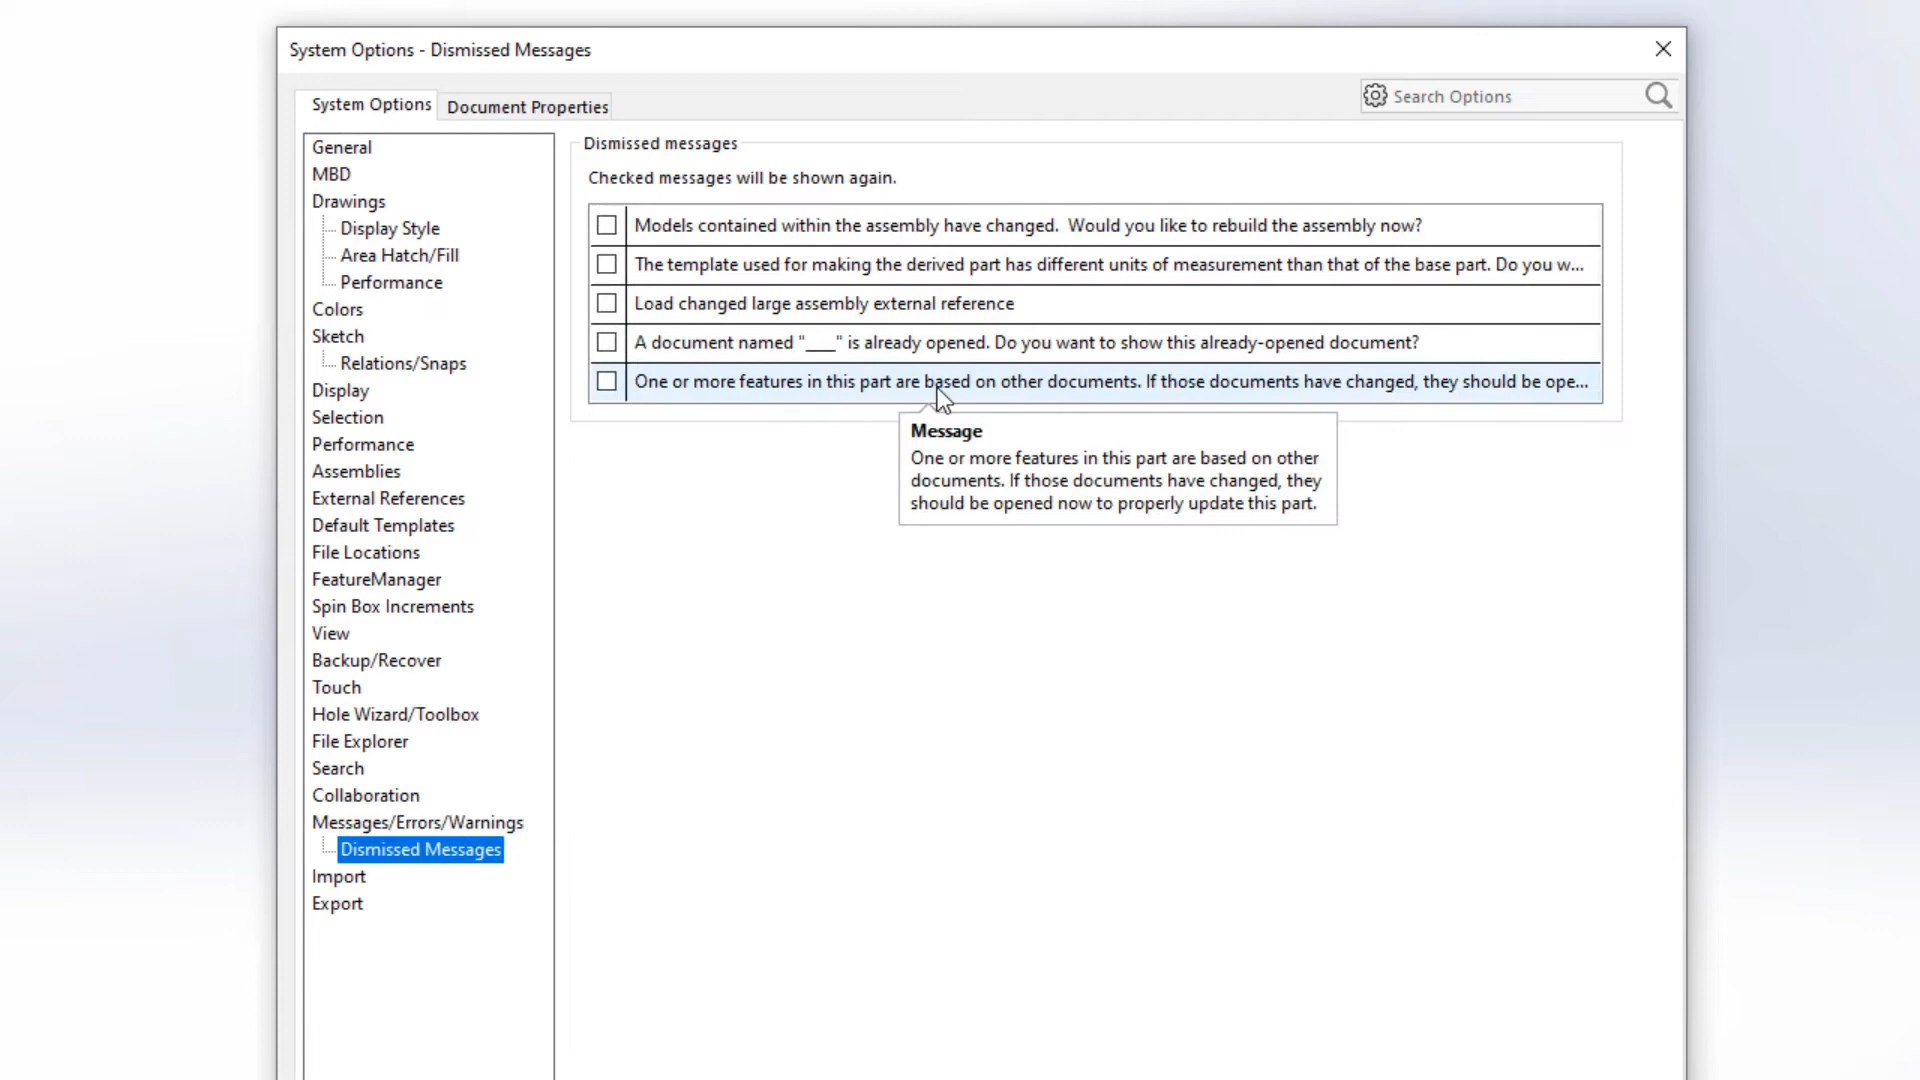 System Options - Dismissed Messages
System Options
Document Properties
Search Options
General
MBD
Drawings
Display Style
Area Hatch/Fill
Performance
Colors
Sketch
Relations/Snaps
Display
Selection
Performance
Assemblies
External References
Default Templates
File Locations
FeatureManager
Spin Box Increments
View
Backup/Recover
Touch
Hole Wizard/Toolbox
File Explorer
Search
Collaboration
Messages/Errors/Warnings
Dismissed Messages
Import
Export
Dismissed messages
Checked messages will be shown again.
Models contained within the assembly have changed.  Would you like to rebuild the assembly now?
The template used for making the derived part has different units of measurement than that of the base part. Do you w...
Load changed large assembly external reference
A document named "___" is already opened. Do you want to show this already-opened document?
One or more features in this part are based on other documents. If those documents have changed, they should be ope...
Message
One or more features in this part are based on other
documents. If those documents have changed, they
should be opened now to properly update this part.